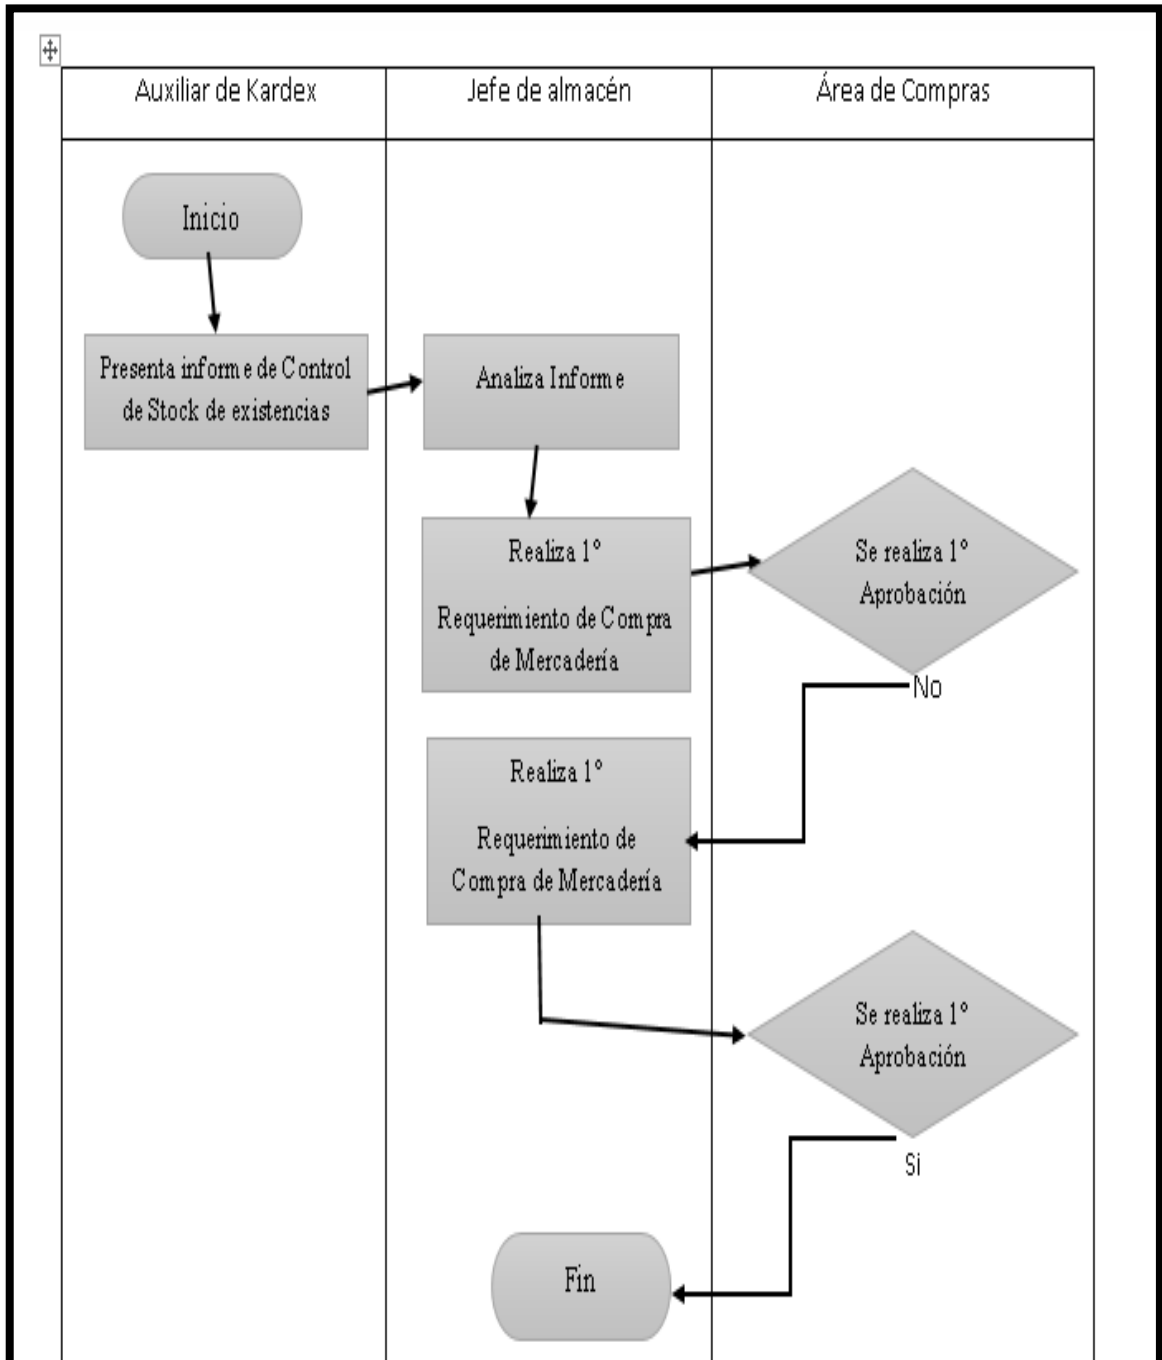 Auxiliar de Kardex
Jefe de almacén
Área de Compras
Inicio
Presenta informe de Control
de Stock de existencias
Analiza Informe
Realiza 1°
Requerimiento de Compra
de Mercadería
Se realiza 1°
Aprobación
No
Realiza 1°
Requerimiento de
Compra de Mercadería
Se realiza 1°
Aprobación
Si
Fin